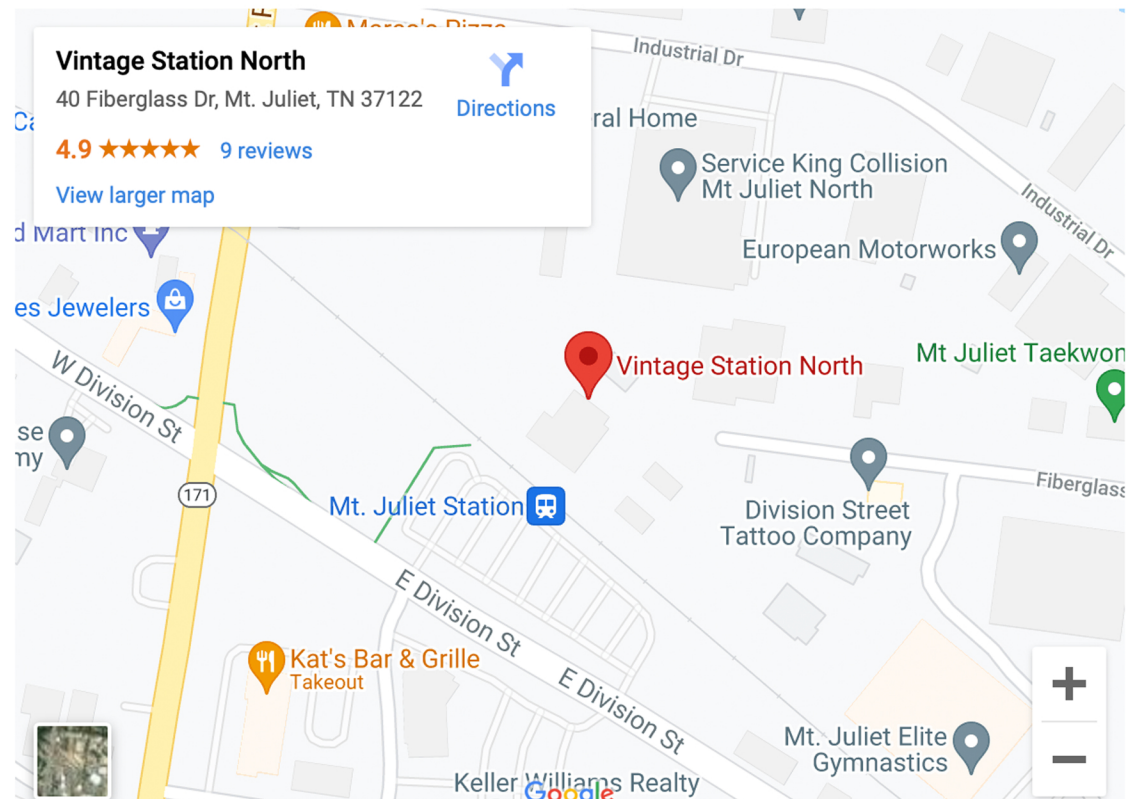 Vintage Station North
40 Fiberglass Dr, Mt. Juliet, TN 37122
4.9
9 reviews
View larger map
Directions
Industrial Dr
ral Home
Service King Collision
Mt Juliet North
Industrial Dr
European Motorworks
d Mart Inc
es Jewelers
Vintage Station North
Mt Juliet Taekwon
W Division St
se
my
171
Mt. Juliet Station
Fiberglass
Division Street
Tattoo Company
E Division St
Kat's Bar & Grille
Takeout
E Division St
Mt. Juliet Elite
Gymnastics
Keller Williams Realty
Google